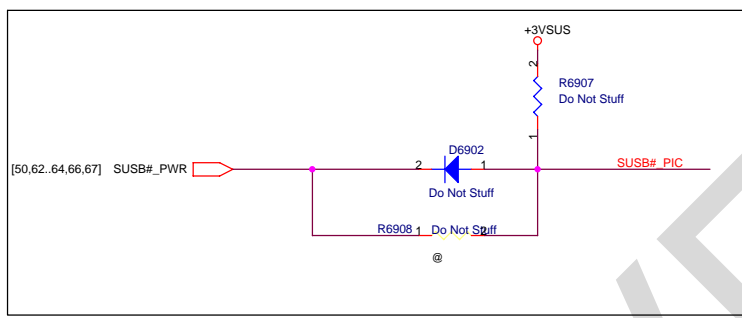 +3VSUS
2
R6907
Do Not Stuff
1
D6902
[50,62..64,66,67] SUSB#_PWR
2
1
SUSB#_PIC
Do Not Stuff
R6908
1
Do Not Stuff
2
@